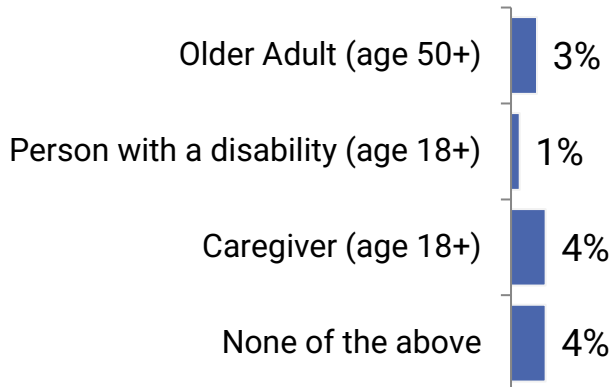 Older Adult (age 50+) 3%
Person with a disability (age 18+) 1%
Caregiver (age 18+) 4%
None of the above 4%